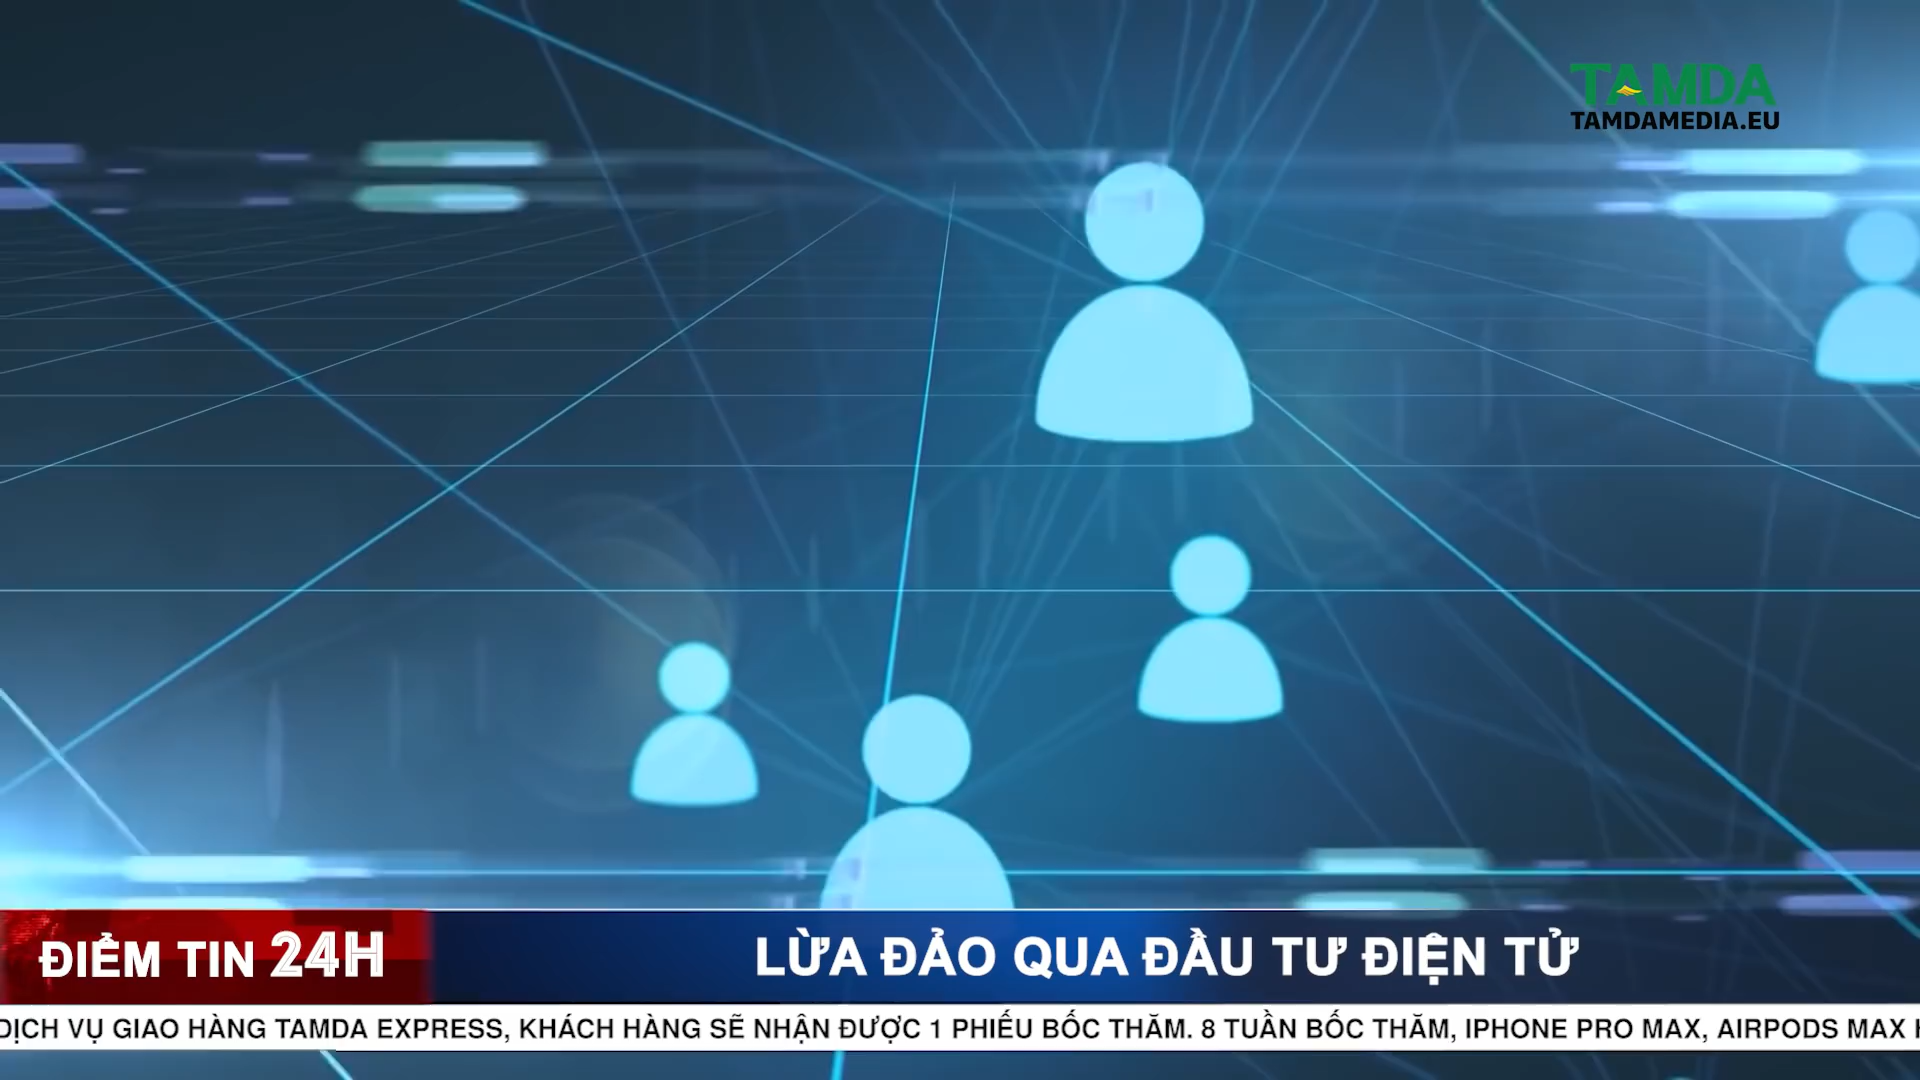 TAMDA
TAMDAMEDIA.EU
ĐIỂM TIN 24H
LỪA ĐẢO QUA ĐẦU TƯ ĐIỆN TỬ
DỊCH VỤ GIAO HÀNG TAMDA EXPRESS, KHÁCH HÀNG SẼ NHẬN ĐƯỢC 1 PHIẾU BỐC THĂM. 8 TUẦN BỐC THĂM, IPHONE PRO MAX, AIRPODS MAX